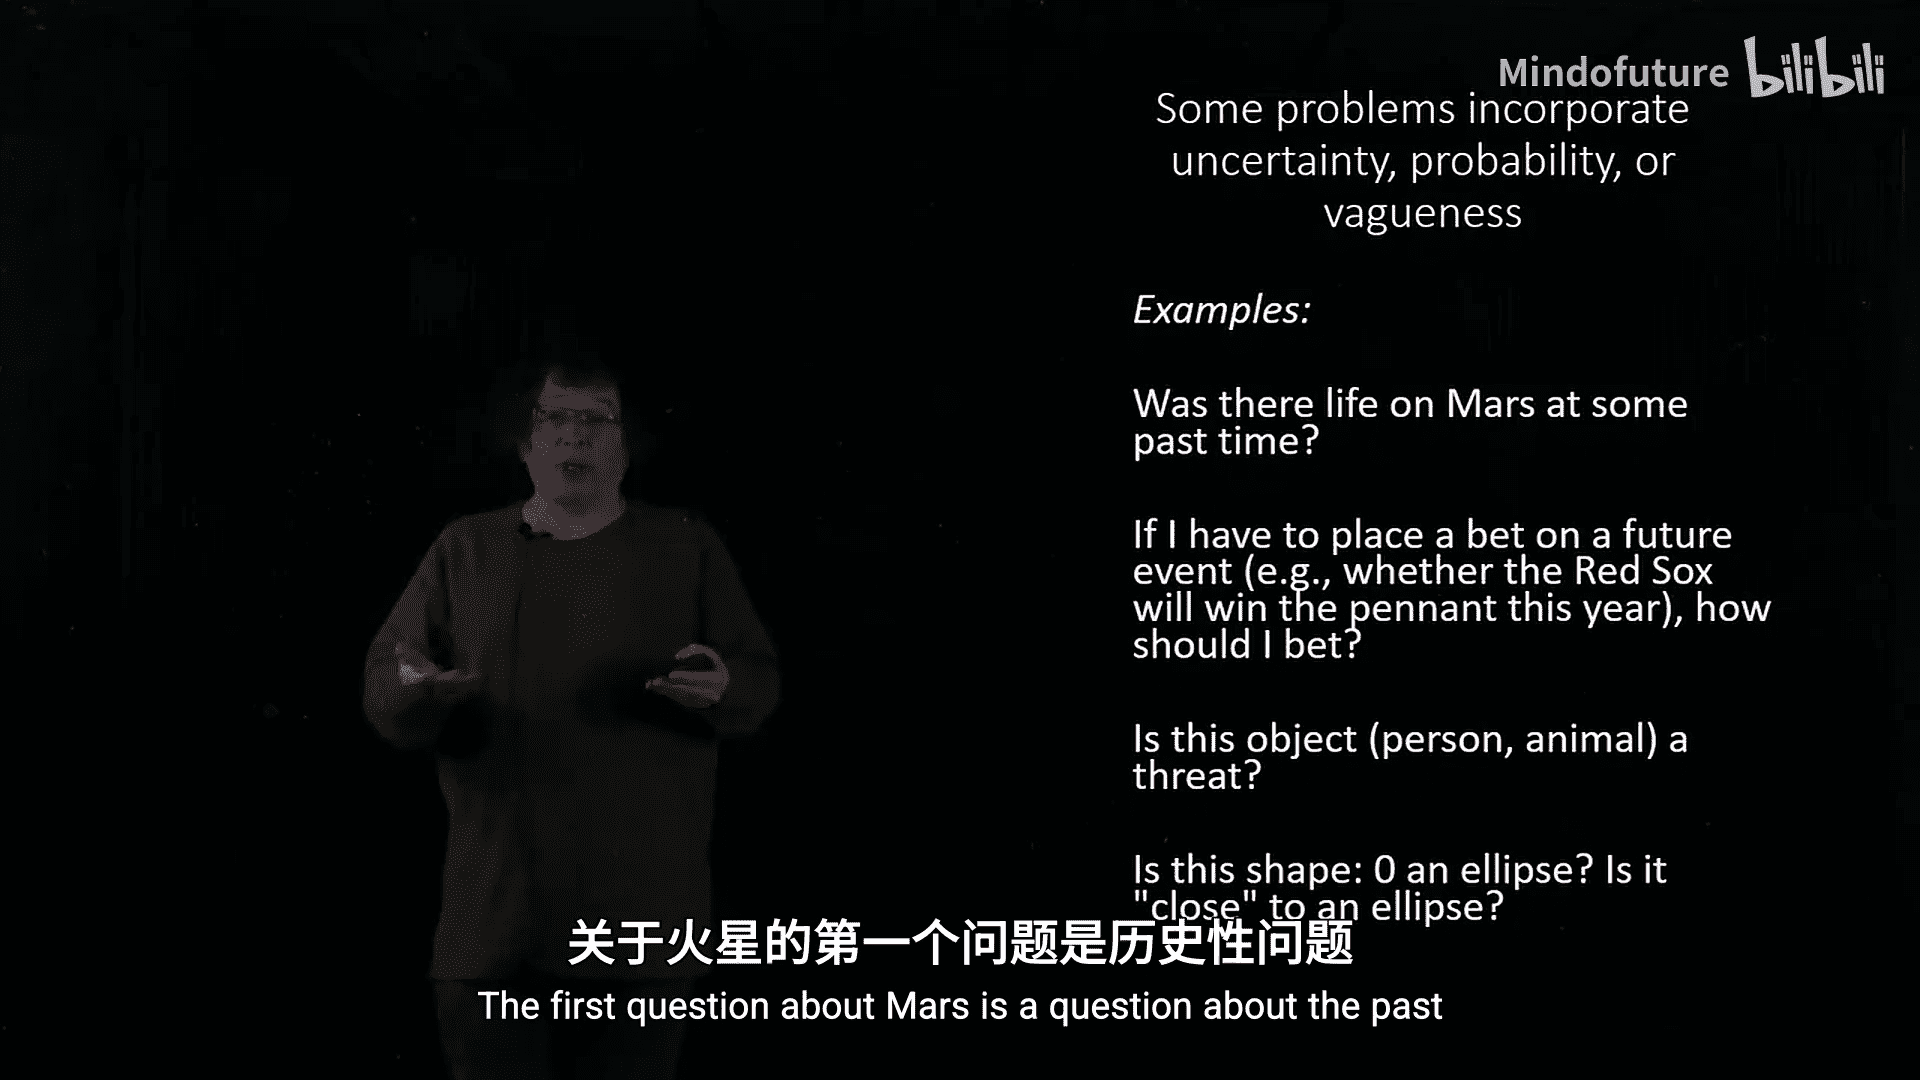 Mindofuture bilibili
Some problems incorporate
uncertainty, probability, or
vagueness
Examples:
Was there life on Mars at some
past time?
If I have to place a bet on a future
event (e.g., whether the Red Sox
will win the pennant this year), how
should I bet?
Is this object (person, animal) a
threat?
Is this shape: 0 an ellipse? Is it
"close" to an ellipse?
关于火星的第一个问题是历史性问题
The first question about Mars is a question about the past